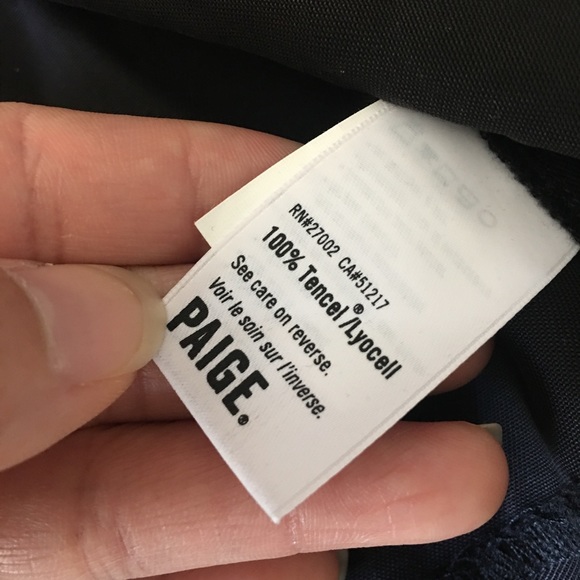 RN#27002 CA#51217
100% Tencel®/Lyocell
See care on reverse.
Voir le soin sur l'inverse.
PAIGE®